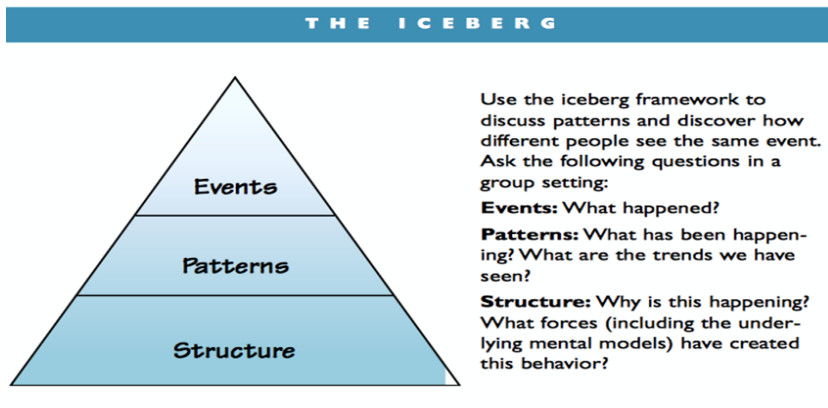 THE ICEBERG
Events
Patterns
Structure
Use the iceberg framework to
discuss patterns and discover how
different people see the same event.
Ask the following questions in a
group setting:
Events: What happened?
Patterns: What has been happen-
ing? What are the trends we have
seen?
Structure: Why is this happening?
What forces (including the under-
lying mental models) have created
this behavior?